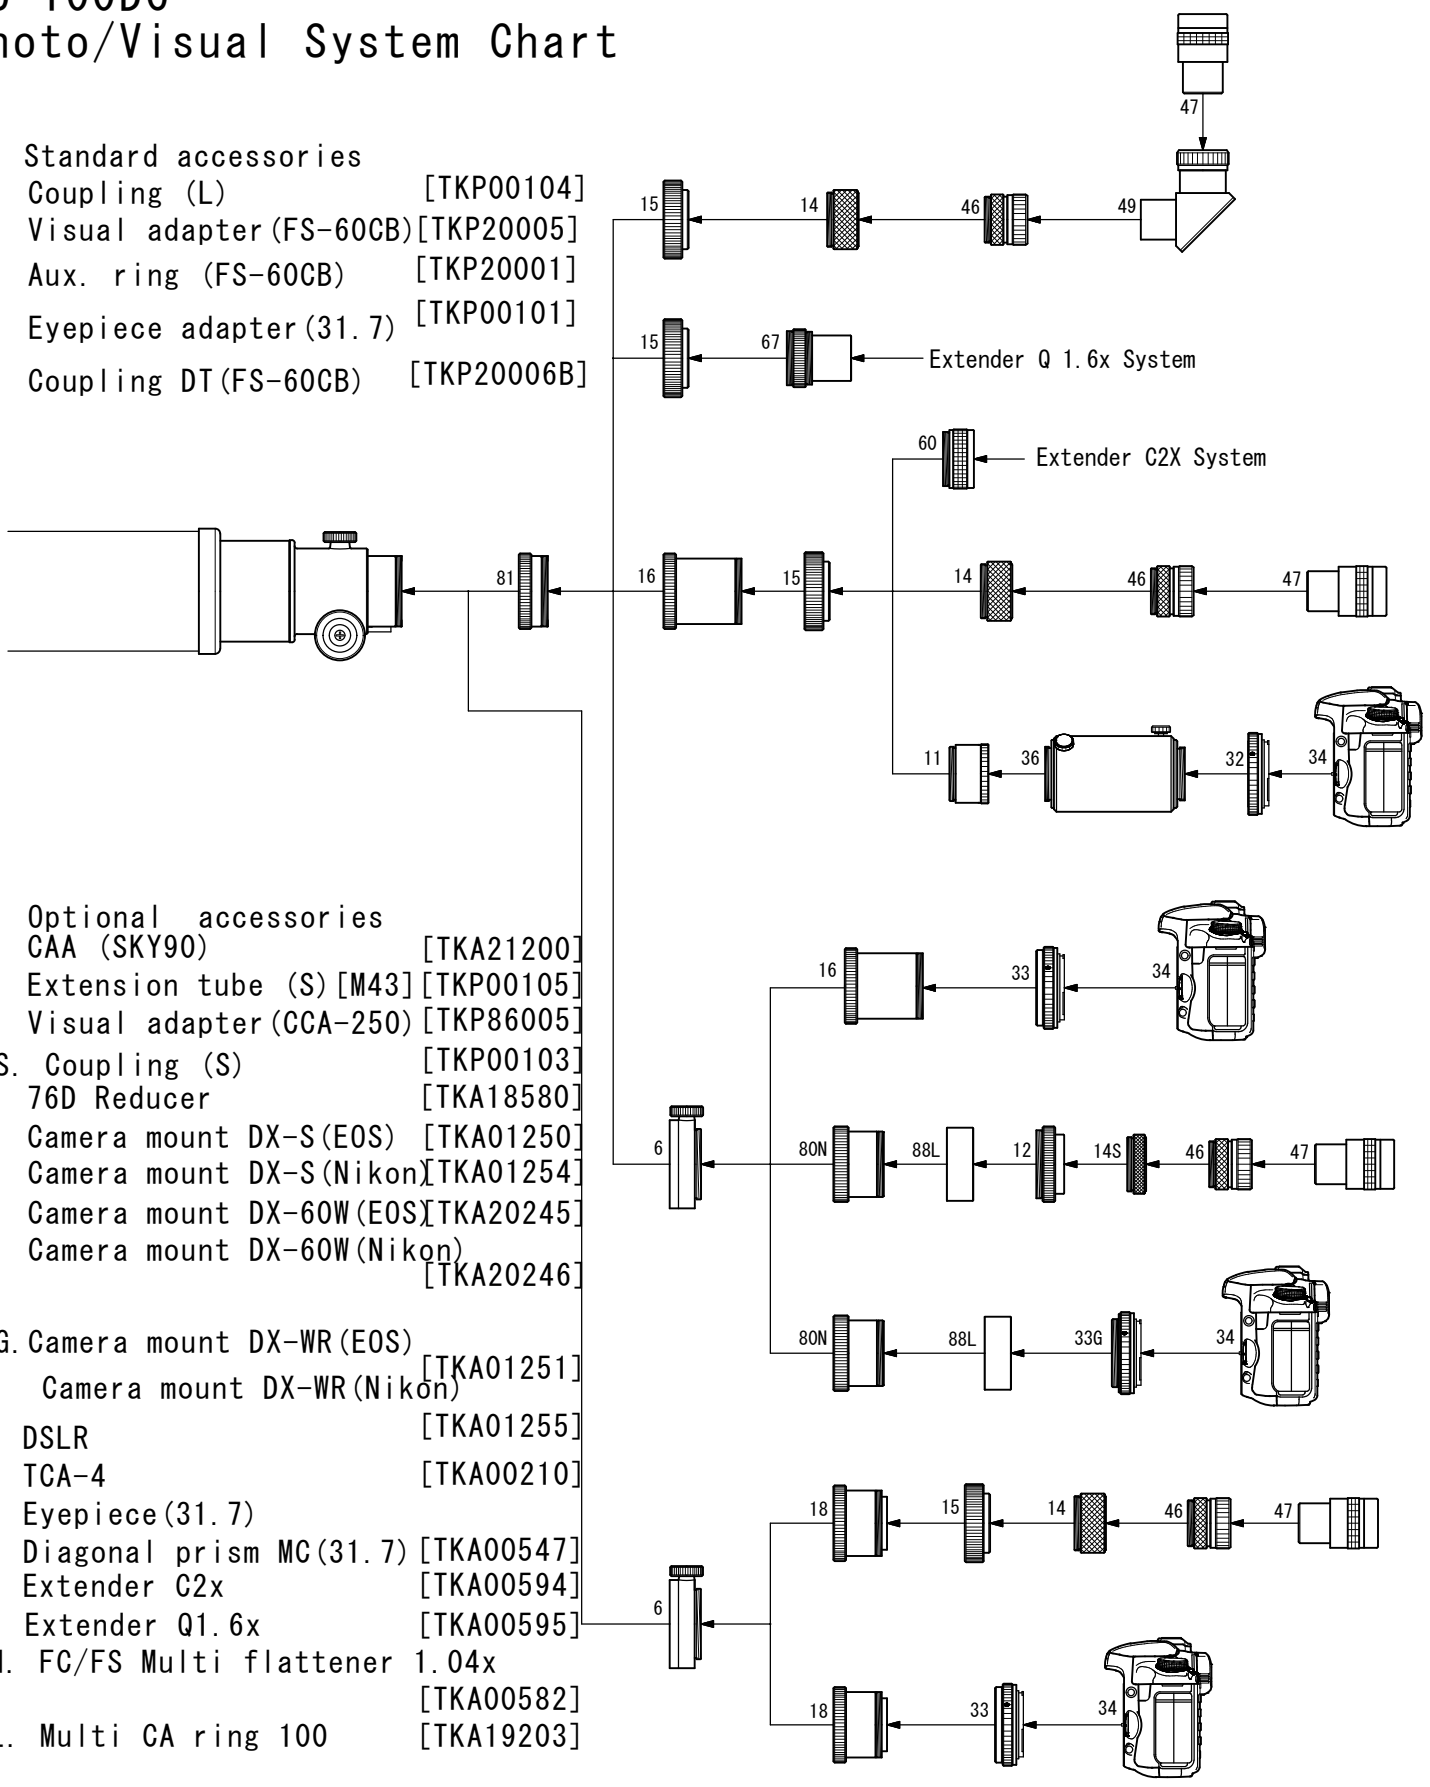 hoto/Visual System Chart
Standard accessories
Coupling (L) [TKP00104]
Visual adapter(FS-60CB)[TKP20005]
Aux. ring (FS-60CB) [TKP20001]
Eyepiece adapter(31.7) [TKP00101]
Coupling DT(FS-60CB) [TKP20006B]
47
15 14 46 49
15 67 Extender Q 1.6x System
60 Extender C2X System
81 16 15 14 46 47
11 36 32 34
Optional accessories
CAA (SKY90) [TKA21200]
Extension tube (S)[M43][TKP00105]
Visual adapter(CCA-250)[TKP86005]
S. Coupling (S) [TKP00103]
76D Reducer [TKA18580]
Camera mount DX-S(EOS) [TKA01250]
Camera mount DX-S(Nikon)[TKA01254]
Camera mount DX-60W(EOS)[TKA20245]
Camera mount DX-60W(Nikon)
[TKA20246]
G.Camera mount DX-WR(EOS)
[TKA01251]
Camera mount DX-WR(Nikon)
[TKA01255]
DSLR
TCA-4 [TKA00210]
Eyepiece(31.7)
Diagonal prism MC(31.7)[TKA00547]
Extender C2x [TKA00594]
Extender Q1.6x [TKA00595]
. FC/FS Multi flattener 1.04x
[TKA00582]
. Multi CA ring 100 [TKA19203]
16 33 34
6 80N 88L 12 14S 46 47
80N 88L 33G 34
18 15 14 46 47
6
18 33 34